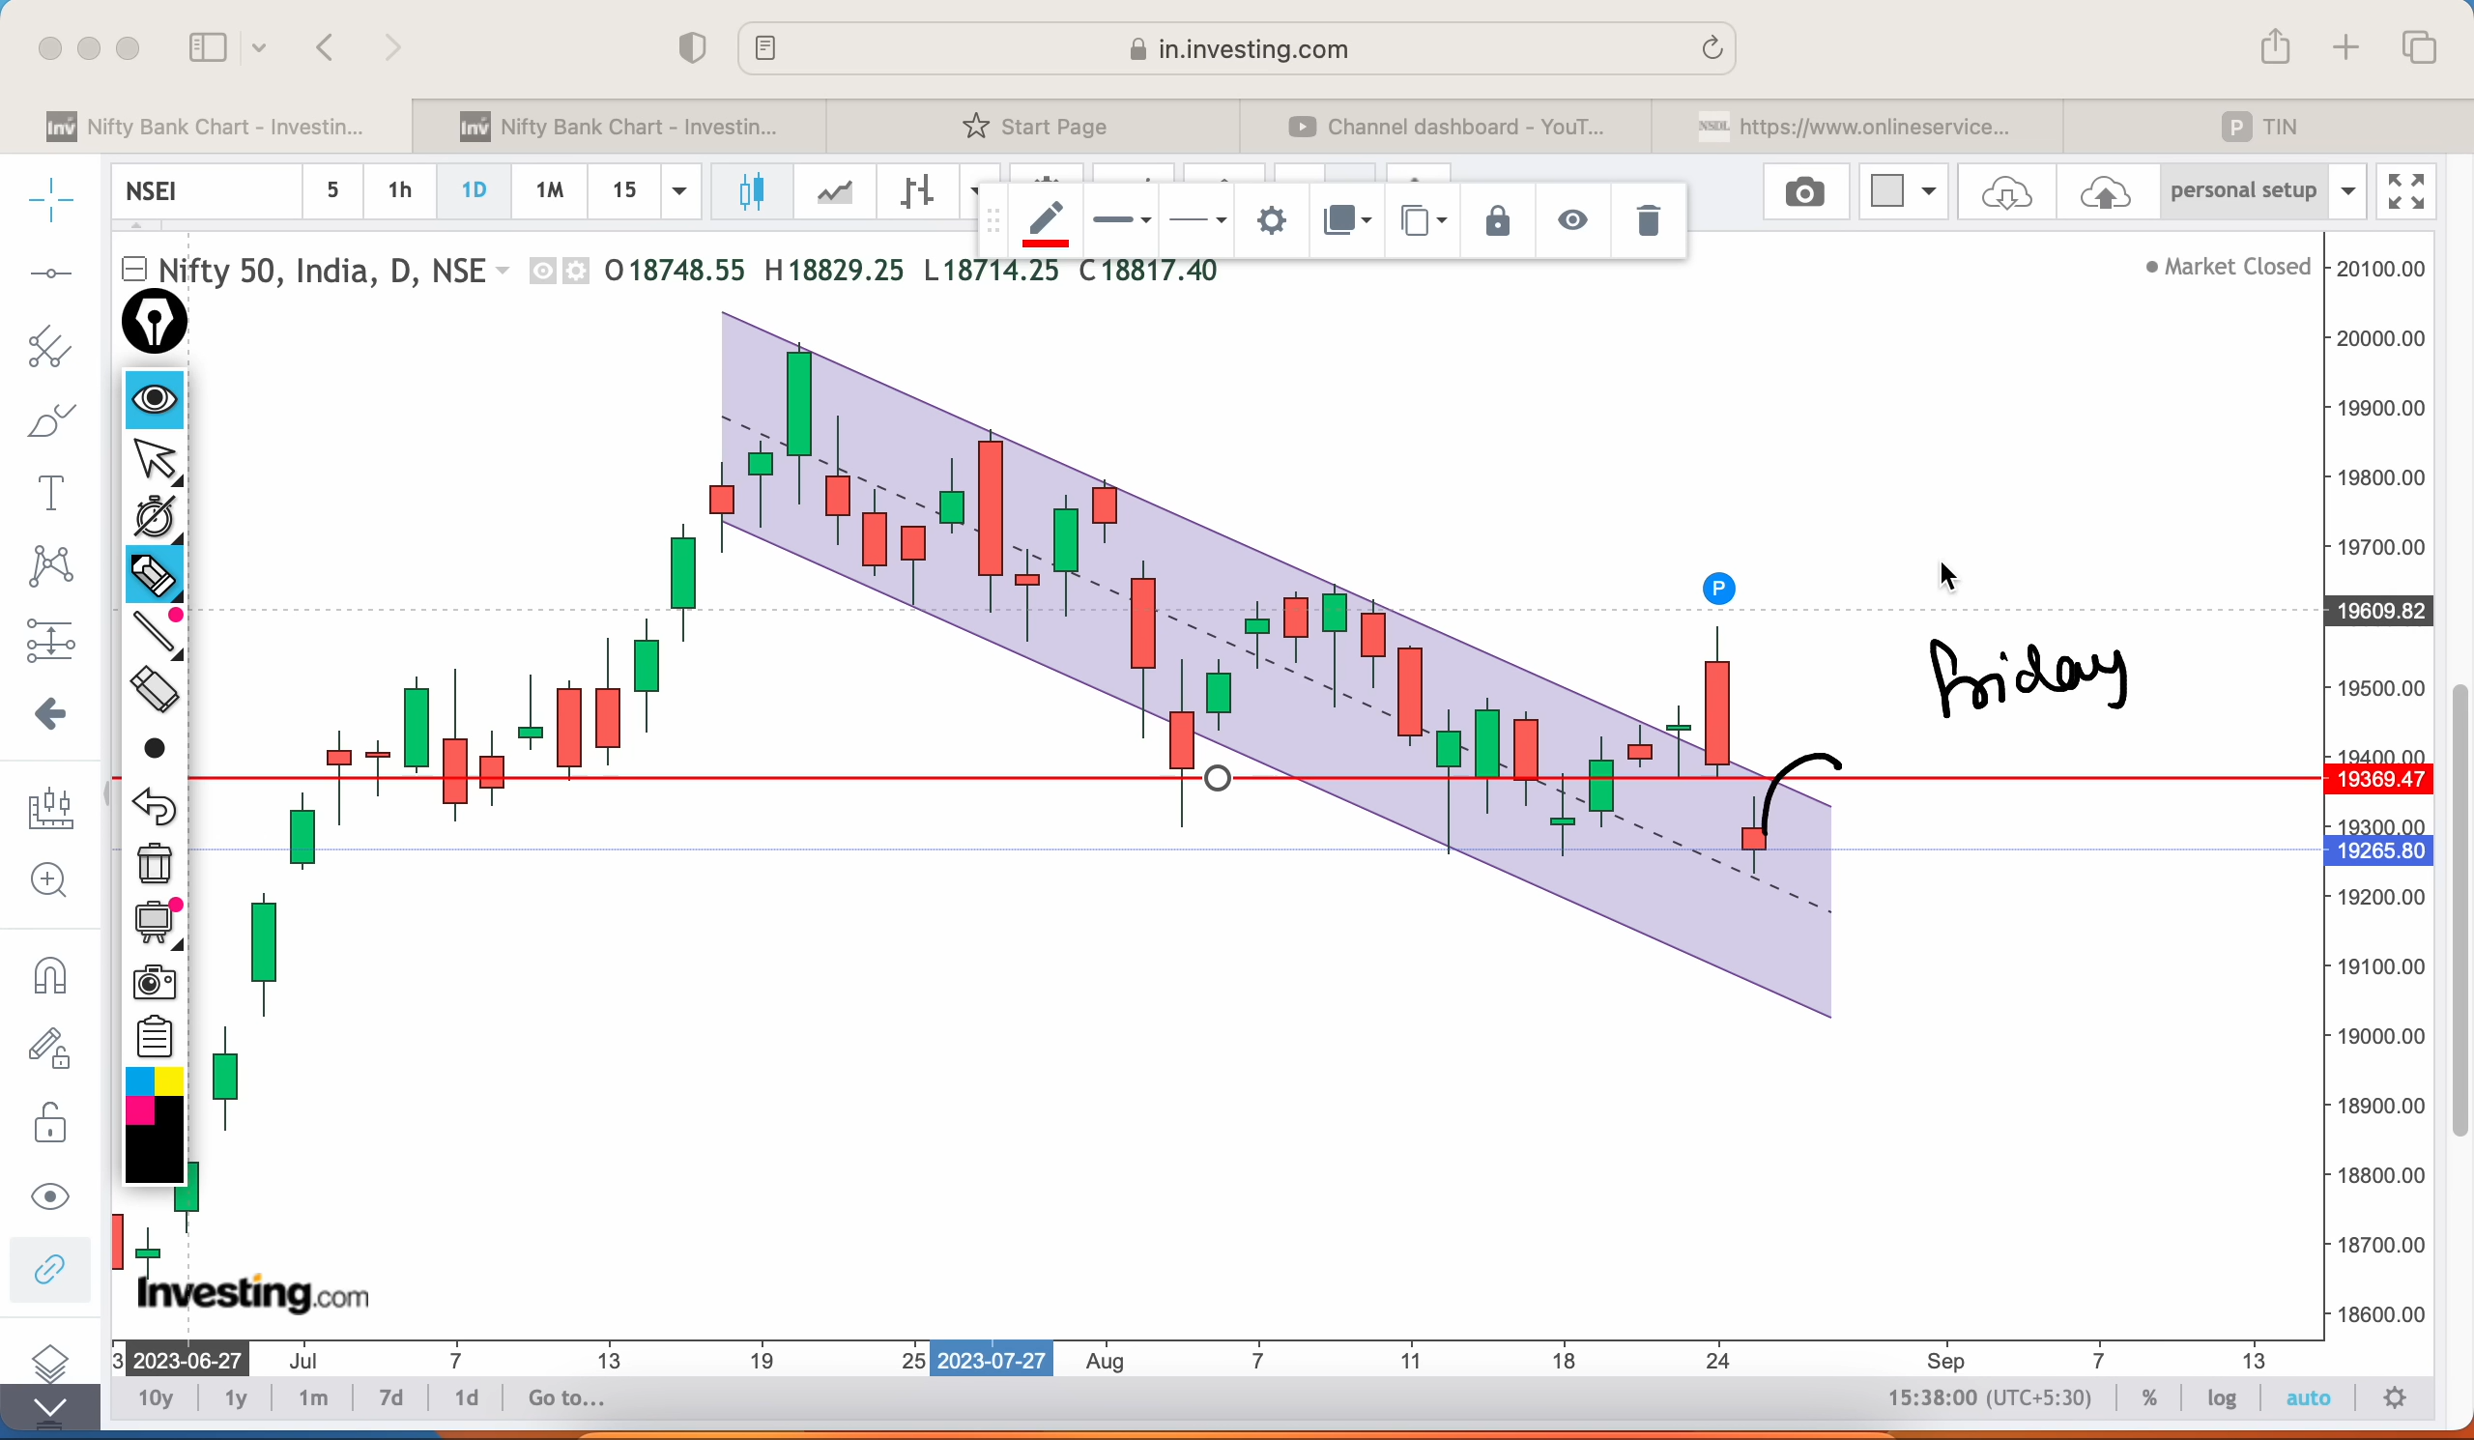 in.investing.com
Nifty Bank Chart - Investin...
Nifty Bank Chart - Investin...
Start Page
Channel dashboard - YouT...
NSDL https://www.onlineservice...
P TIN
NSEI 5 1h 1D 1M 15
personal setup
Nifty 50, India, D, NSE O 18748.55 H 18829.25 L 18714.25 C 18817.40
Market Closed
20100.00
20000.00
19900.00
19800.00
19700.00
P
19609.82
friday
19500.00
19400.00
19369.47
19300.00
19265.80
19200.00
19100.00
19000.00
18900.00
18800.00
18700.00
18600.00
Investing.com
3 2023-06-27 Jul 7 13 19 25 2023-07-27 Aug 7 11 18 24 Sep 7 13
10y 1y 1m 7d 1d Go to... 15:38:00 (UTC+5:30) % log auto